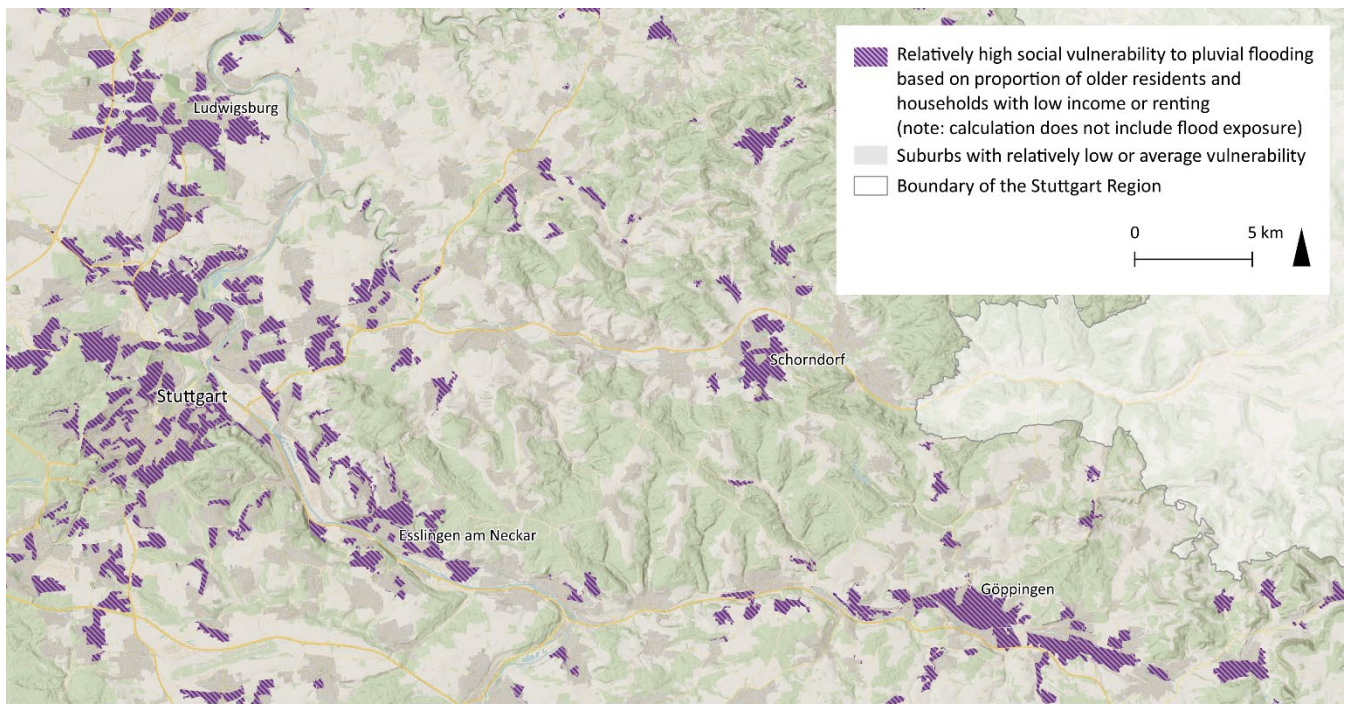 Relatively high social vulnerability to pluvial flooding
based on proportion of older residents and
households with low income or renting
(note: calculation does not include flood exposure)
Suburbs with relatively low or average vulnerability
Boundary of the Stuttgart Region
0 5 km
Ludwigsburg
Schorndorf
Stuttgart
Esslingen am Neckar
Göppingen